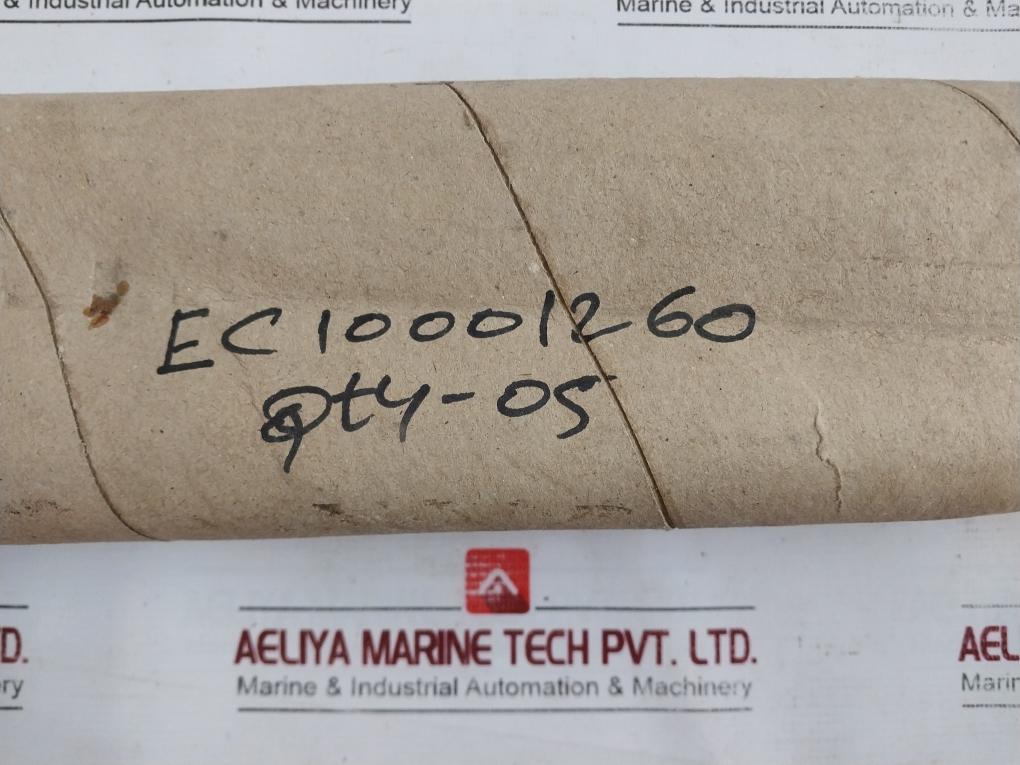 & Industrial Automation & Machinery
Marine & Industrial Automation & Ma
EC10001260
Qty-05
AELIYA MARINE TECH PVT. LTD.
Marine & Industrial Automation & Machinery
D.
ry
AEL
Marin